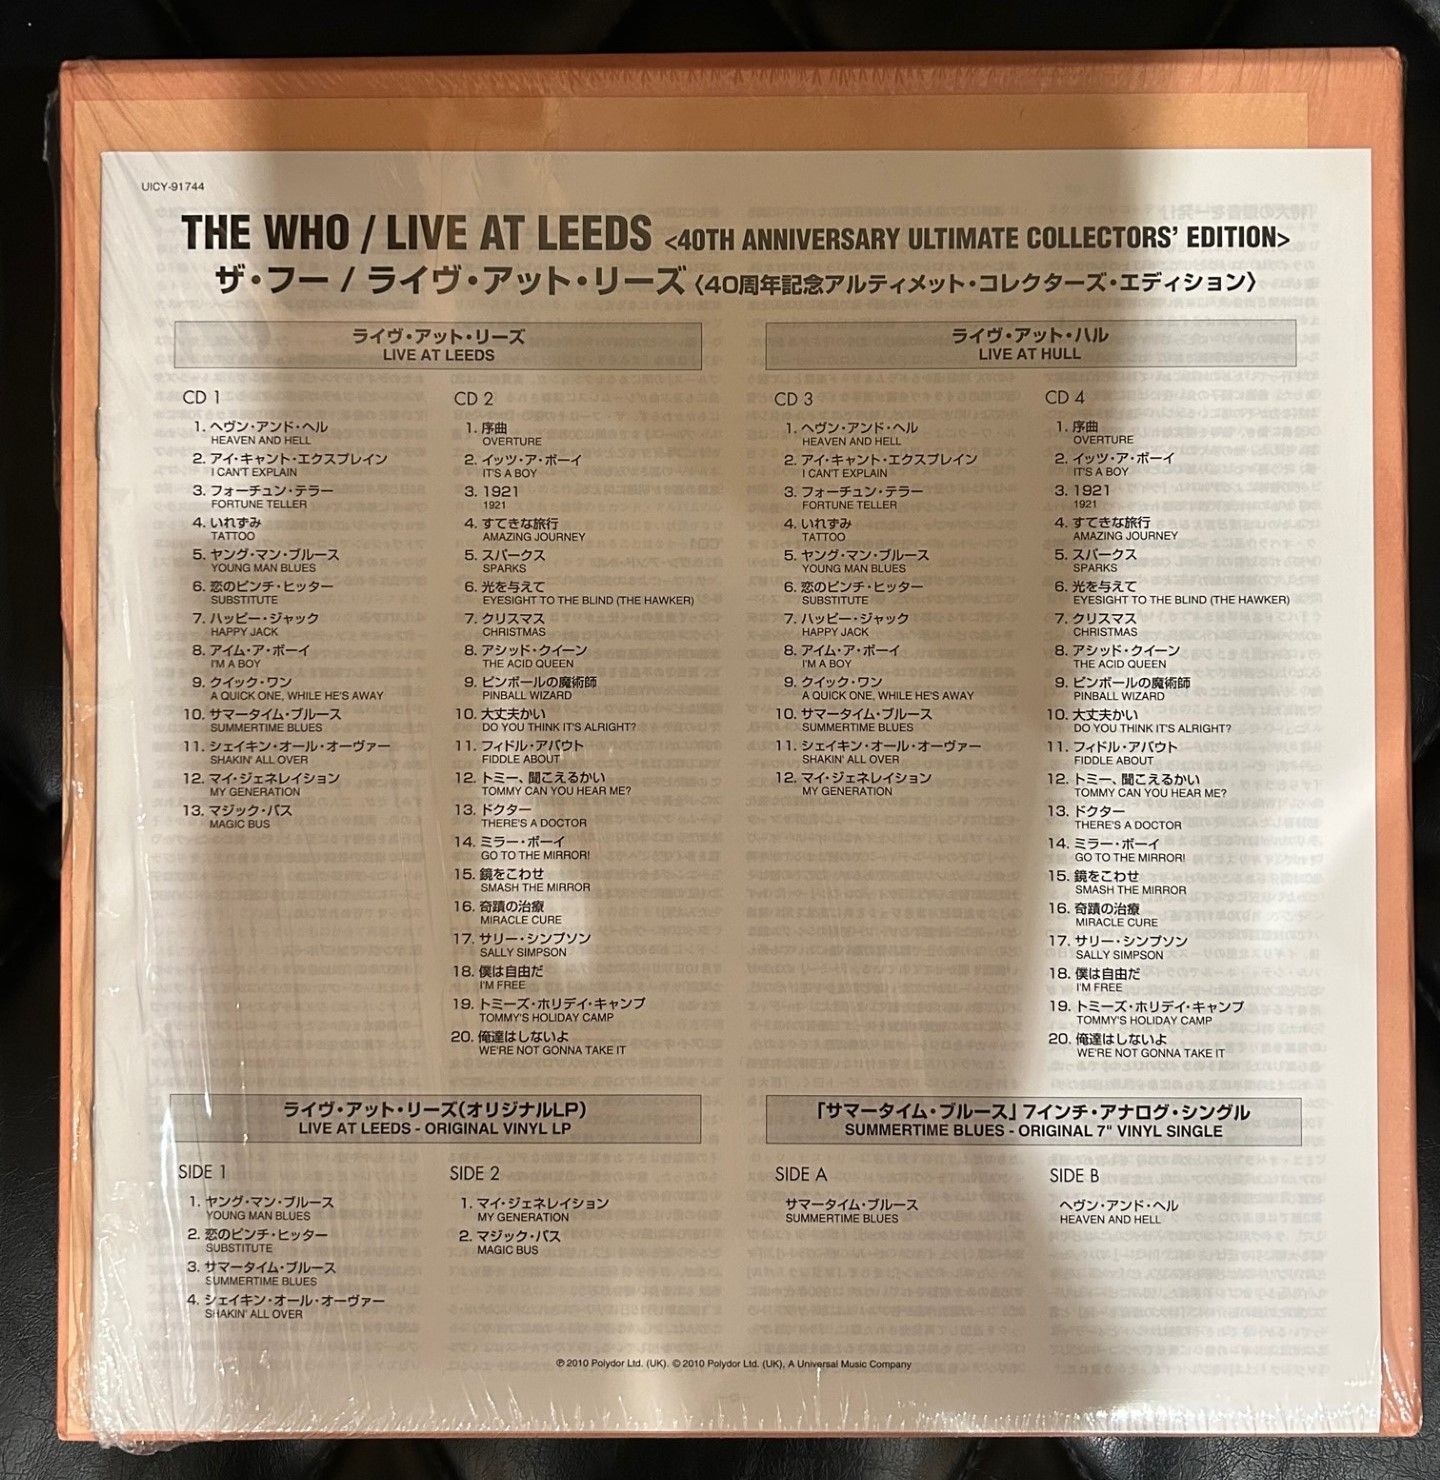 UICY-91744
THE WHO / LIVE AT LEEDS <40TH ANNIVERSARY ULTIMATE COLLECTORS' EDITION>
ザ・フー / ライヴ・アット・リーズ〈40周年記念アルティメット・コレクターズ・エディション〉
ライヴ・アット・リーズ
LIVE AT LEEDS
CD 1
1. ヘヴン・アンド・ヘル
HEAVEN AND HELL
2. アイ・キャント・エクスプレイン
I CAN'T EXPLAIN
3. フォーチュン・テラー
FORTUNE TELLER
4. いれずみ
TATTOO
5. ヤング・マン・ブルース
YOUNG MAN BLUES
6. 恋のピンチ・ヒッター
SUBSTITUTE
7. ハッピー・ジャック
HAPPY JACK
8. アイム・ア・ボーイ
I'M A BOY
9. クイック・ワン
A QUICK ONE, WHILE HE'S AWAY
10. サマータイム・ブルース
SUMMERTIME BLUES
11. シェイキン・オール・オーヴァー
SHAKIN' ALL OVER
12. マイ・ジェネレイション
MY GENERATION
13. マジック・バス
MAGIC BUS
CD 2
1. 序曲
OVERTURE
2. イッツ・ア・ボーイ
IT'S A BOY
3. 1921
1921
4. すてきな旅行
AMAZING JOURNEY
5. スパークス
SPARKS
6. 光を与えて
EYESIGHT TO THE BLIND (THE HAWKER)
7. クリスマス
CHRISTMAS
8. アシッド・クイーン
THE ACID QUEEN
9. ピンボールの魔術師
PINBALL WIZARD
10. 大丈夫かい
DO YOU THINK IT'S ALRIGHT?
11. フィドル・アバウト
FIDDLE ABOUT
12. トミー、聞こえるかい
TOMMY CAN YOU HEAR ME?
13. ドクター
THERE'S A DOCTOR
14. ミラー・ボーイ
GO TO THE MIRROR!
15. 鏡をこわせ
SMASH THE MIRROR
16. 奇蹟の治療
MIRACLE CURE
17. サリー・シンプソン
SALLY SIMPSON
18. 僕は自由だ
I'M FREE
19. トミーズ・ホリデイ・キャンプ
TOMMY'S HOLIDAY CAMP
20. 俺達はしないよ
WE'RE NOT GONNA TAKE IT
ライヴ・アット・ハル
LIVE AT HULL
CD 3
1. ヘヴン・アンド・ヘル
HEAVEN AND HELL
2. アイ・キャント・エクスプレイン
I CAN'T EXPLAIN
3. フォーチュン・テラー
FORTUNE TELLER
4. いれずみ
TATTOO
5. ヤング・マン・ブルース
YOUNG MAN BLUES
6. 恋のピンチ・ヒッター
SUBSTITUTE
7. ハッピー・ジャック
HAPPY JACK
8. アイム・ア・ボーイ
I'M A BOY
9. クイック・ワン
A QUICK ONE, WHILE HE'S AWAY
10. サマータイム・ブルース
SUMMERTIME BLUES
11. シェイキン・オール・オーヴァー
SHAKIN' ALL OVER
12. マイ・ジェネレイション
MY GENERATION
CD 4
1. 序曲
OVERTURE
2. イッツ・ア・ボーイ
IT'S A BOY
3. 1921
1921
4. すてきな旅行
AMAZING JOURNEY
5. スパークス
SPARKS
6. 光を与えて
EYESIGHT TO THE BLIND (THE HAWKER)
7. クリスマス
CHRISTMAS
8. アシッド・クイーン
THE ACID QUEEN
9. ピンボールの魔術師
PINBALL WIZARD
10. 大丈夫かい
DO YOU THINK IT'S ALRIGHT?
11. フィドル・アバウト
FIDDLE ABOUT
12. トミー、聞こえるかい
TOMMY CAN YOU HEAR ME?
13. ドクター
THERE'S A DOCTOR
14. ミラー・ボーイ
GO TO THE MIRROR!
15. 鏡をこわせ
SMASH THE MIRROR
16. 奇蹟の治療
MIRACLE CURE
17. サリー・シンプソン
SALLY SIMPSON
18. 僕は自由だ
I'M FREE
19. トミーズ・ホリデイ・キャンプ
TOMMY'S HOLIDAY CAMP
20. 俺達はしないよ
WE'RE NOT GONNA TAKE IT
ライヴ・アット・リーズ(オリジナルLP)
LIVE AT LEEDS - ORIGINAL VINYL LP
SIDE 1
1. ヤング・マン・ブルース
YOUNG MAN BLUES
2. 恋のピンチ・ヒッター
SUBSTITUTE
3. サマータイム・ブルース
SUMMERTIME BLUES
4. シェイキン・オール・オーヴァー
SHAKIN' ALL OVER
SIDE 2
1. マイ・ジェネレイション
MY GENERATION
2. マジック・バス
MAGIC BUS
「サマータイム・ブルース」7インチ・アナログ・シングル
SUMMERTIME BLUES - ORIGINAL 7" VINYL SINGLE
SIDE A
サマータイム・ブルース
SUMMERTIME BLUES
SIDE B
ヘヴン・アンド・ヘル
HEAVEN AND HELL
℗ 2010 Polydor Ltd. (UK). © 2010 Polydor Ltd. (UK), A Universal Music Company